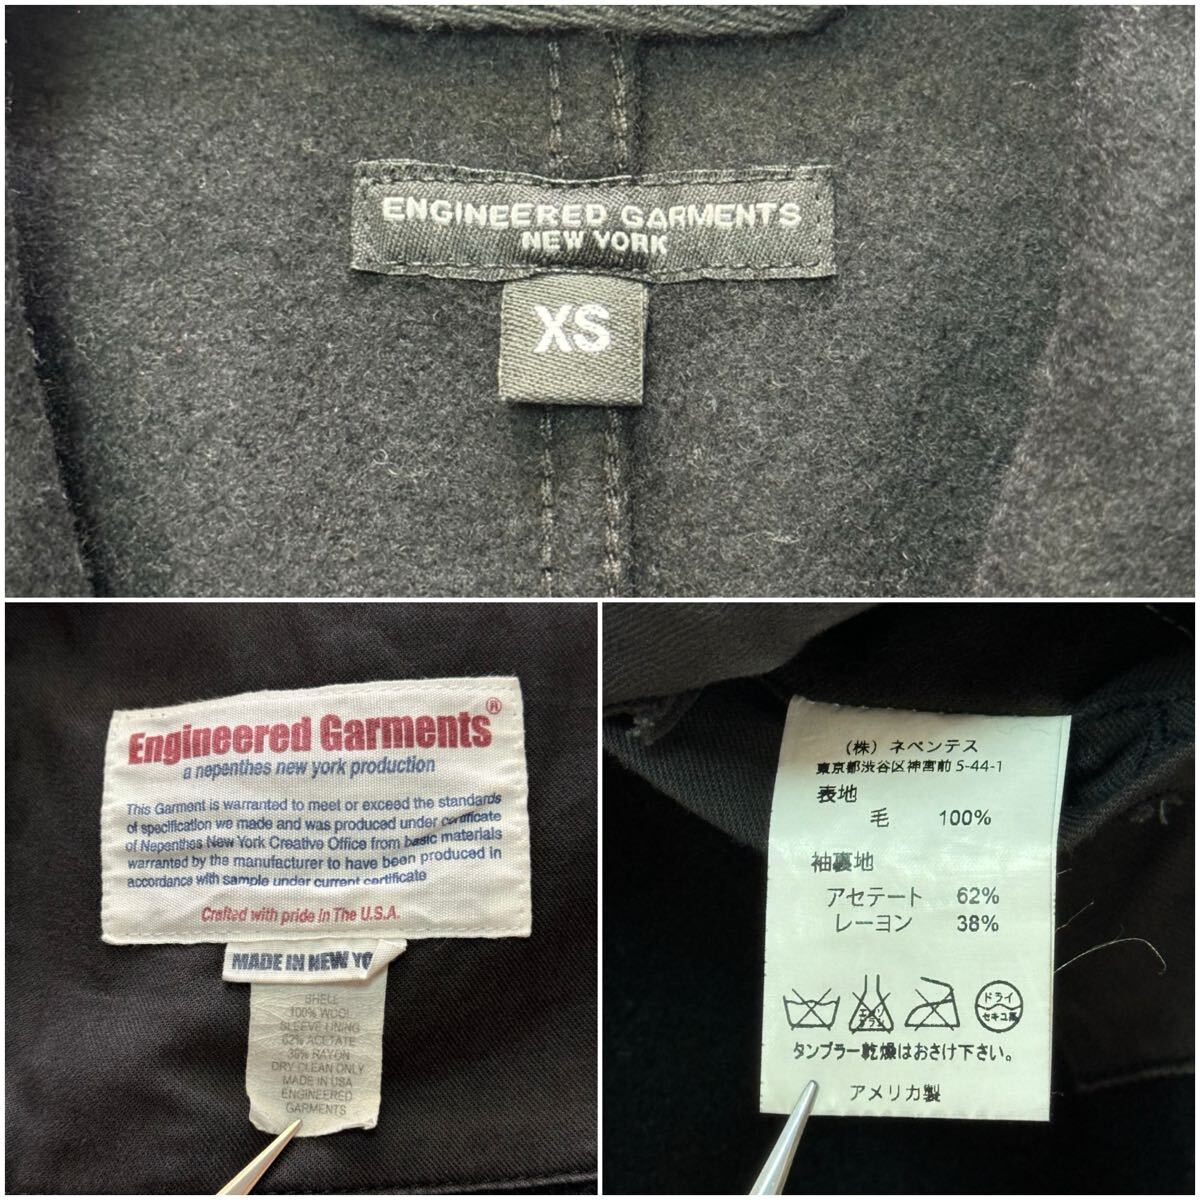 ENGINEERED GARMENTS
NEW YORK
XS
Engineered Garments®
a nepenthes new york production
This Garment is warranted to meet or exceed the standards
of specification we made and was produced under certificate
of Nepenthes New York Creative Office from basic materials
warranted by the manufacturer to have been produced in
accordance with sample under current certificate
Crafted with pride in The U.S.A.
MADE IN NEW YO
SHELL
100% WOOL
SLEEVE LINING
62% ACETATE
38% RAYON
DRY CLEAN ONLY
MADE IN USA
ENGINEERED
GARMENTS
(株) ネペンテス
東京都渋谷区神宮前 5-44-1
表地
毛 100%
袖裏地
アセテート 62%
レーヨン 38%
エンソ
サラシ
ドライ
セキユ系
タンブラー乾燥はおさけ下さい。
アメリカ製